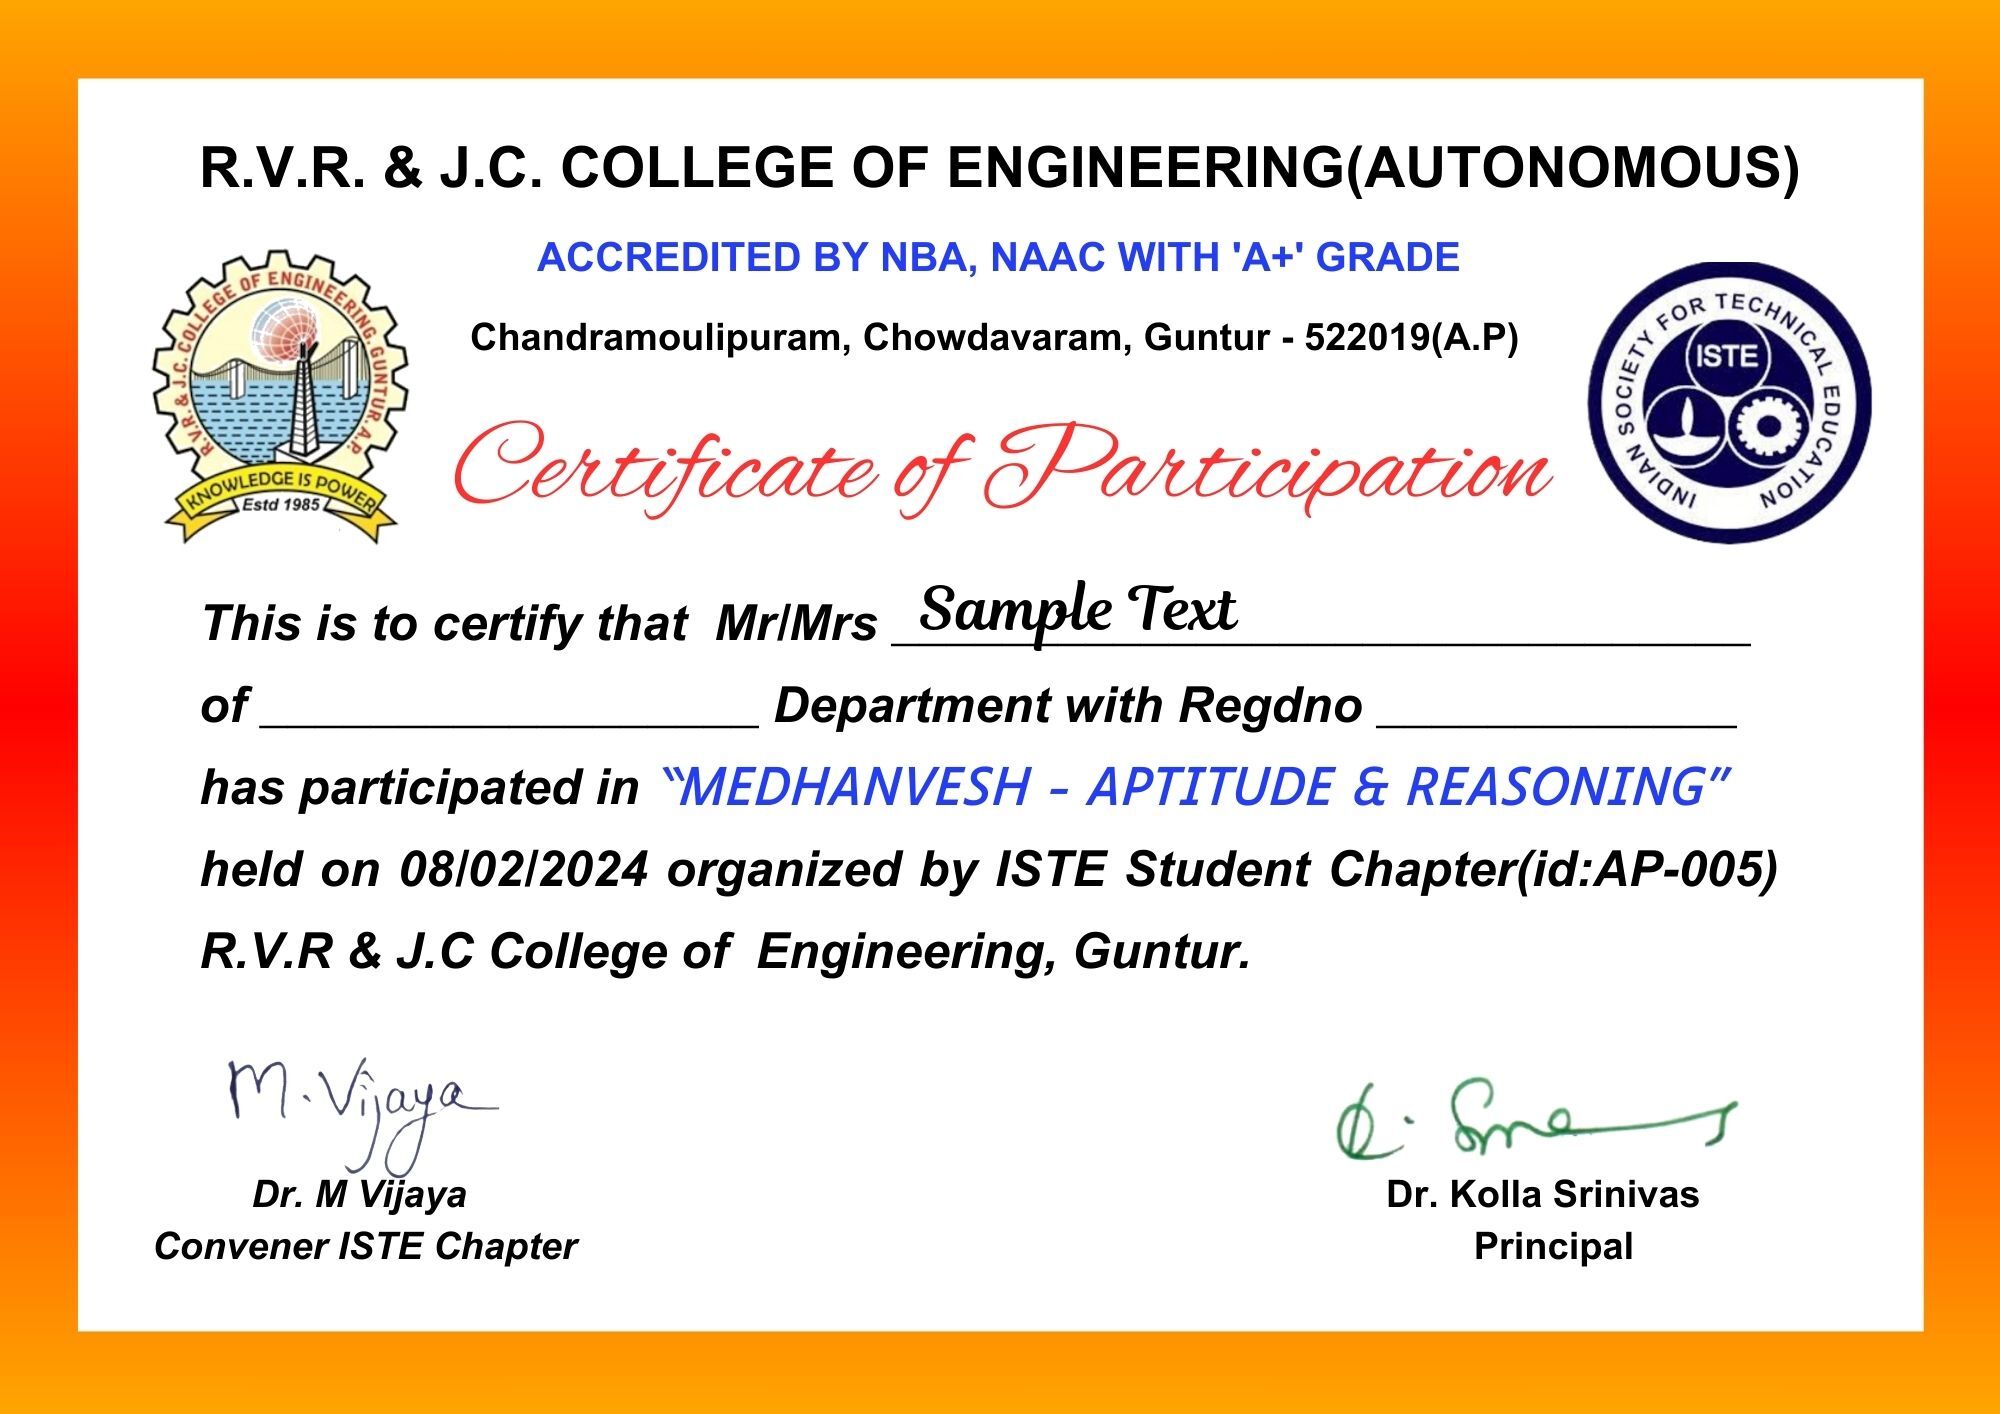 R.V.R. & J.C. COLLEGE OF ENGINEERING(AUTONOMOUS)
ACCREDITED BY NBA, NAAC WITH 'A+' GRADE
Chandramoulipuram, Chowdavaram, Guntur - 522019(A.P)
R.V.R. & J.C. COLLEGE OF ENGINEERING. GUNTUR. A.P.
KNOWLEDGE IS POWER
Estd 1985
INDIAN SOCIETY FOR TECHNICAL EDUCATION
ISTE
Certificate of Participation
This is to certify that Mr/Mrs Sample Text
of ____________________ Department with Regdno ______________
has participated in “MEDHANVESH - APTITUDE & REASONING”
held on 08/02/2024 organized by ISTE Student Chapter(id:AP-005)
R.V.R & J.C College of Engineering, Guntur.
M. Vijaya
Dr. M Vijaya
Convener ISTE Chapter
Dr. Kolla Srinivas
Principal